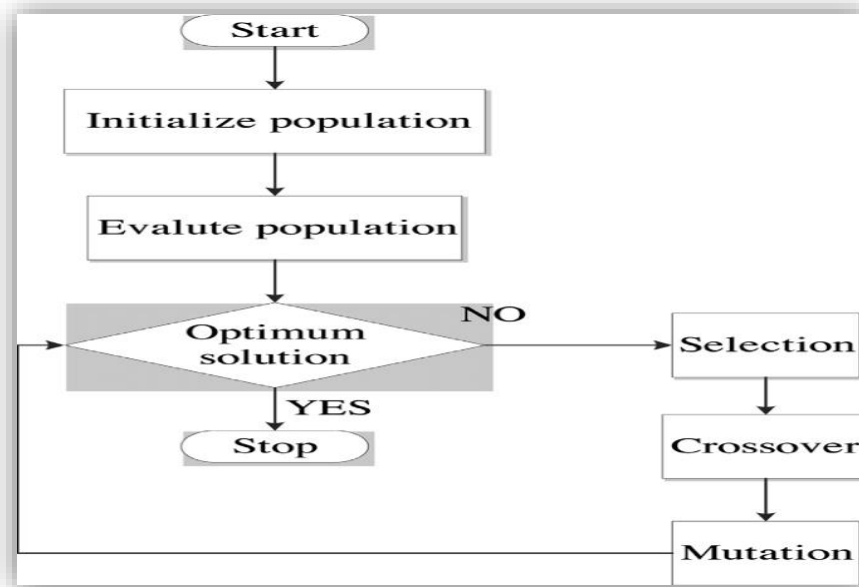 Start
Initialize population
Evalute population
Optimum
solution
NO
YES
Stop
Selection
Crossover
Mutation